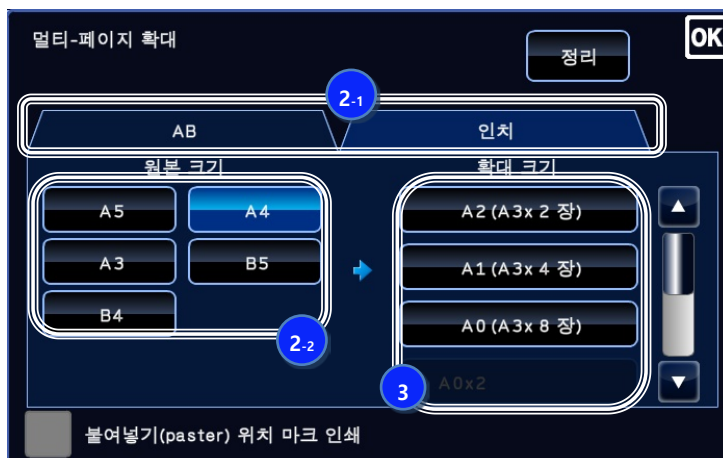 멀티-페이지 확대
정리
OK
2-1
AB
인치
원본 크기
확대 크기
A5
A4
A2 (A3x 2 장)
A3
B5
A1 (A3x 4 장)
B4
A0 (A3x 8 장)
2-2
3
A0x2
붙여넣기(paster) 위치 마크 인쇄